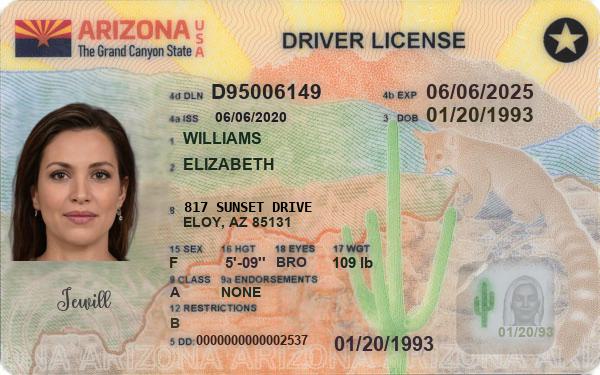 ARIZONA USA
The Grand Canyon State
DRIVER LICENSE
4d DLN D95006149
4b EXP 06/06/2025
4a ISS 06/06/2020
3 DOB 01/20/1993
1 WILLIAMS
2 ELIZABETH
8 817 SUNSET DRIVE
ELOY, AZ 85131
15 SEX 16 HGT 18 EYES 17 WGT
F 5'-09" BRO 109 lb
9 CLASS 9a ENDORSEMENTS
A NONE
12 RESTRICTIONS
B
Jewill
5 DD: 0000000000002537
01/20/1993
01/20/93
ARIZONA ARIZONA ARIZONA ARIZONA